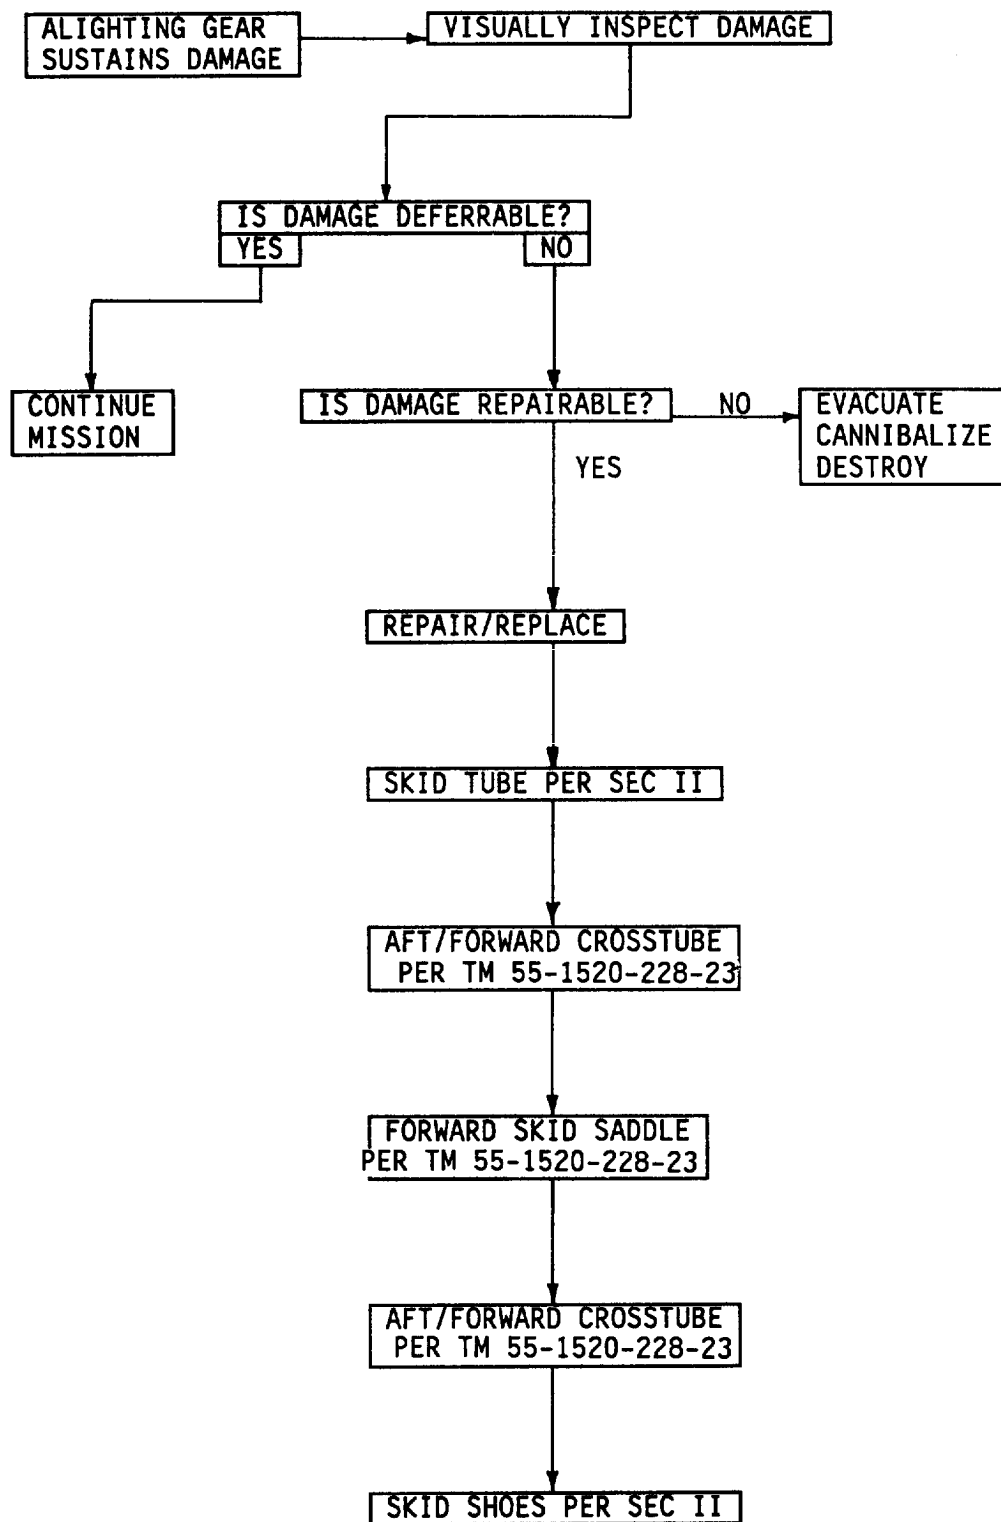 ALIGHTING GEAR
SUSTAINS DAMAGE
VISUALLY INSPECT DAMAGE
IS DAMAGE DEFERRABLE?
YES
NO
CONTINUE
MISSION
IS DAMAGE REPAIRABLE?
NO
EVACUATE
CANNIBALIZE
DESTROY
YES
REPAIR/REPLACE
SKID TUBE PER SEC II
AFT/FORWARD CROSSTUBE
PER TM 55-1520-228-23
FORWARD SKID SADDLE
PER TM 55-1520-228-23
AFT/FORWARD CROSSTUBE
PER TM 55-1520-228-23
SKID SHOES PER SEC II